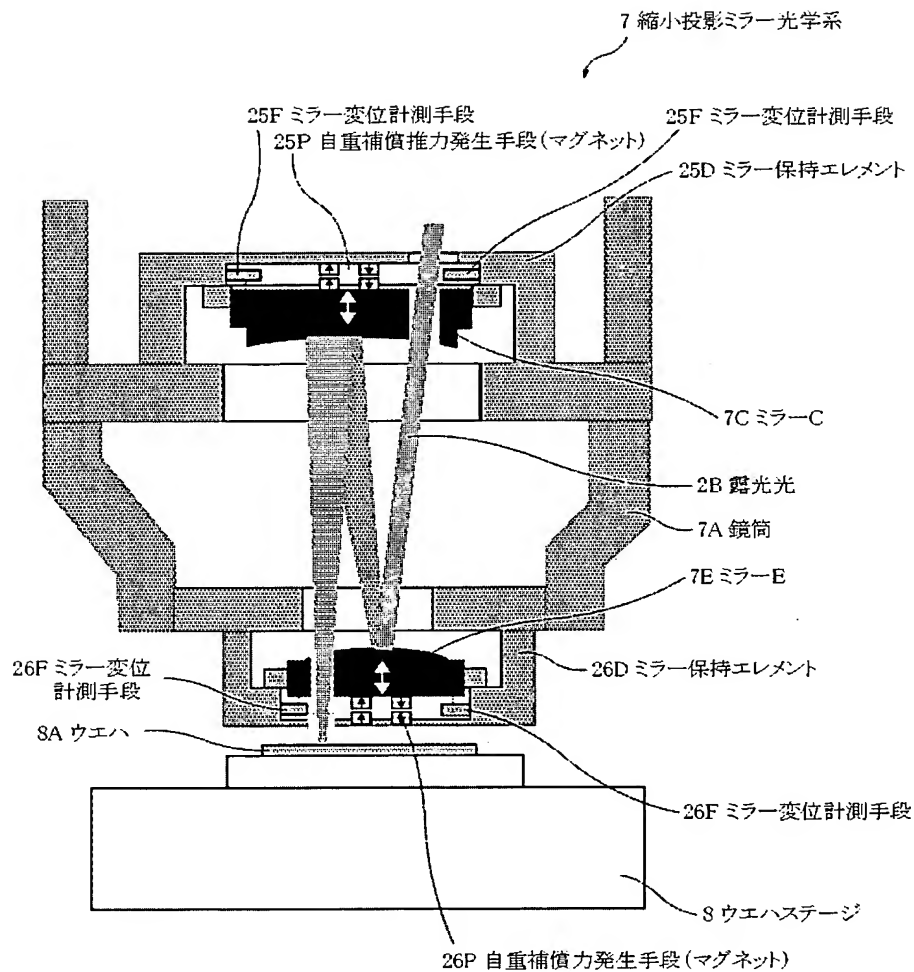 7 縮小投影ミラー光学系
25F ミラー変位計測手段
25P 自重補償推力発生手段(マグネット)
25F ミラー変位計測手段
25D ミラー保持エレメント
7C ミラーC
2B 露光光
7A 鏡筒
7E ミラーE
26F ミラー変位
計測手段
26D ミラー保持エレメント
8A ウエハ
26F ミラー変位計測手段
8 ウエハステージ
26P 自重補償力発生手段(マグネット)